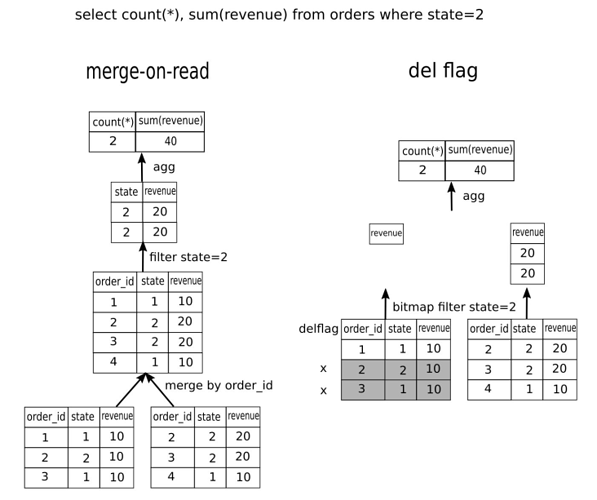 select count(*), sum(revenue) from orders where state=2
merge-on-read
count(*) sum(revenue)
2 40
agg
state revenue
2 20
2 20
filter state=2
order_id state revenue
1 1 10
2 2 20
3 2 20
4 1 10
merge by order_id
order_id state revenue
1 1 10
2 2 10
3 1 10
order_id state revenue
2 2 20
3 2 20
4 1 10
del flag
count(*) sum(revenue)
2 40
agg
revenue
revenue
20
20
bitmap filter state=2
delflag order_id state revenue
1 1 10
x 2 2 10
x 3 1 10
order_id state revenue
2 2 20
3 2 20
4 1 10